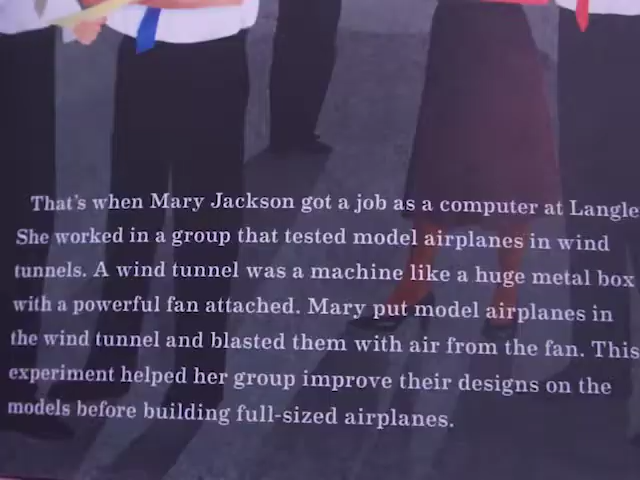 That's when Mary Jackson got a job as a computer at Langle
She worked in a group that tested model airplanes in wind
tunnels. A wind tunnel was a machine like a huge metal box
with a powerful fan attached. Mary put model airplanes in
the wind tunnel and blasted them with air from the fan. This
experiment helped her group improve their designs on the
models before building full-sized airplanes.